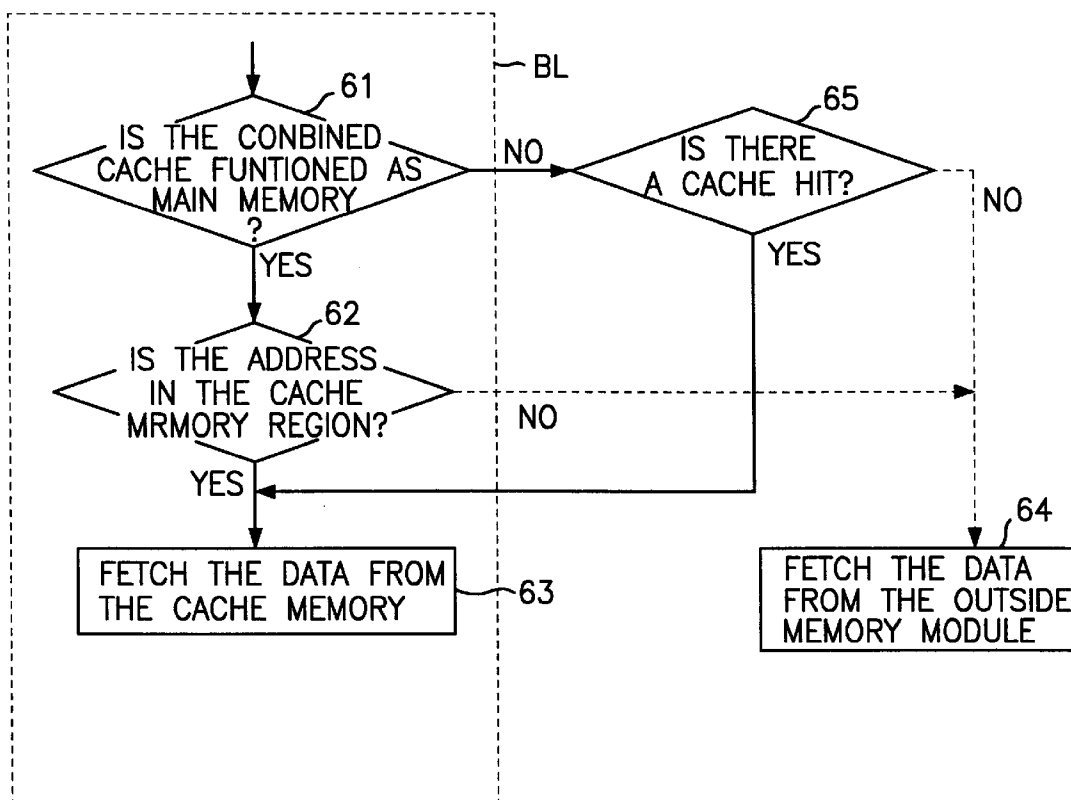 BL
61
IS THE CONBINED
CACHE FUNTIONED AS
MAIN MEMORY
?
NO
65
IS THERE
A CACHE HIT?
NO
YES
YES
62
IS THE ADDRESS
IN THE CACHE
MRMORY REGION?
NO
YES
FETCH THE DATA FROM
THE CACHE MEMORY
63
64
FETCH THE DATA
FROM THE OUTSIDE
MEMORY MODULE